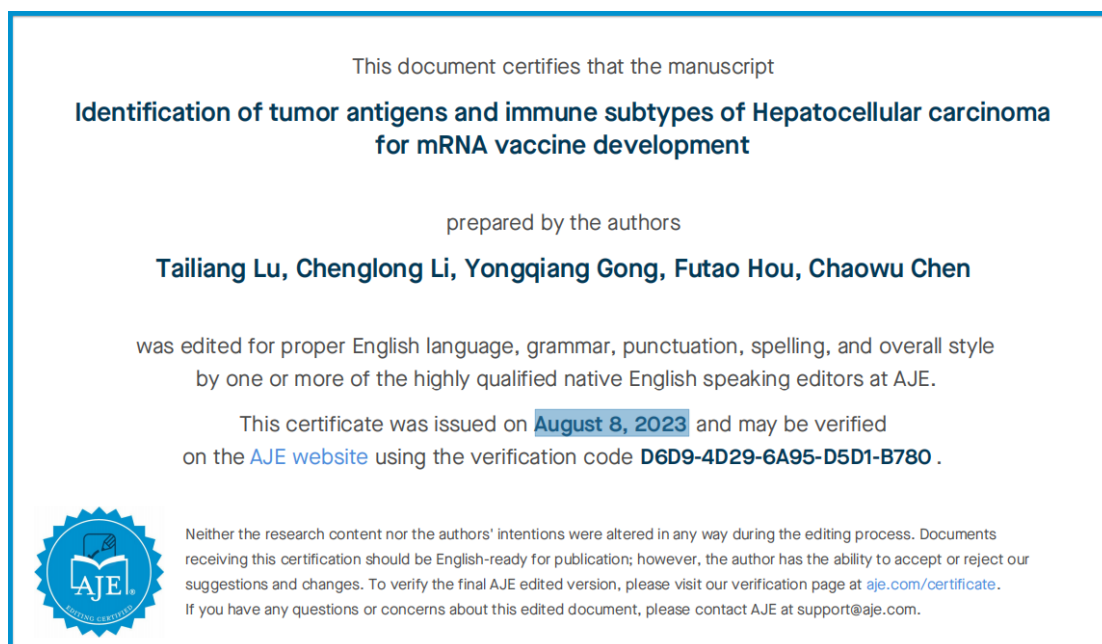 This document certifies that the manuscript
Identification of tumor antigens and immune subtypes of Hepatocellular carcinoma
for mRNA vaccine development
prepared by the authors
Tailiang Lu, Chenglong Li, Yongqiang Gong, Futao Hou, Chaowu Chen
was edited for proper English language, grammar, punctuation, spelling, and overall style
by one or more of the highly qualified native English speaking editors at AJE.
This certificate was issued on August 8, 2023 and may be verified
on the AJE website using the verification code D6D9-4D29-6A95-D5D1-B780 .
Neither the research content nor the authors' intentions were altered in any way during the editing process. Documents
receiving this certification should be English-ready for publication; however, the author has the ability to accept or reject our
suggestions and changes. To verify the final AJE edited version, please visit our verification page at aje.com/certificate.
If you have any questions or concerns about this edited document, please contact AJE at support@aje.com.
AJE®
EDITING CERTIFIED